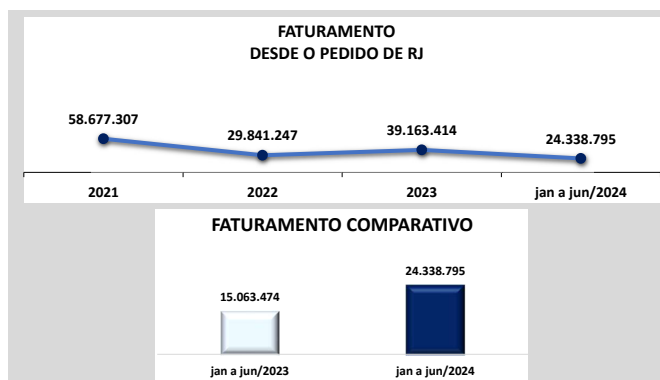 FATURAMENTO
DESDE O PEDIDO DE RJ
58.677.307
29.841.247
39.163.414
24.338.795
2021
2022
2023
jan a jun/2024
FATURAMENTO COMPARATIVO
15.063.474
24.338.795
jan a jun/2023
jan a jun/2024